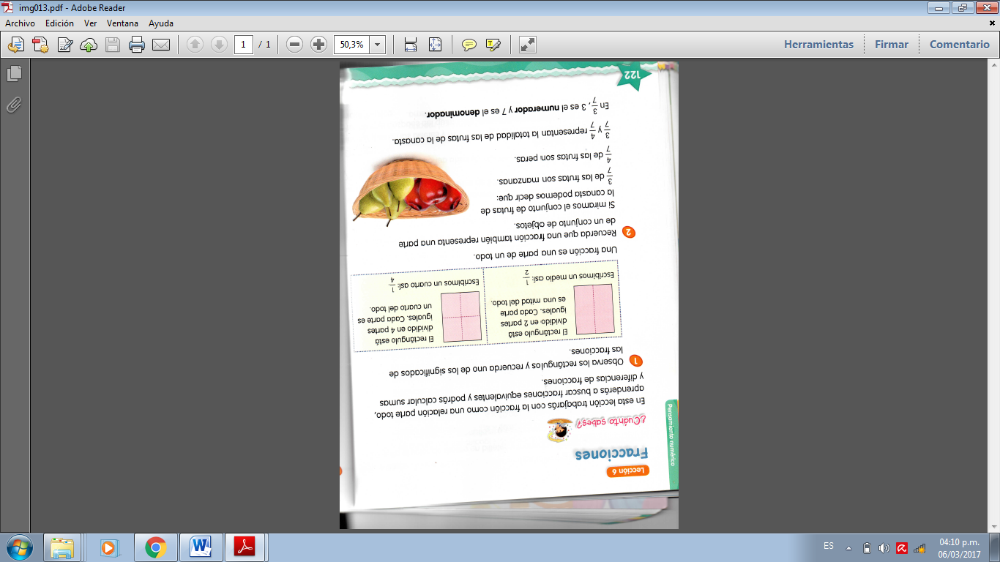 img013.pdf - Adobe Reader
Archivo Edición Ver Ventana Ayuda
1 / 1 50,3% Herramientas Firmar Comentario
Pensamiento numérico
Lección 6
Fracciones
¿Cuánto sabes?
En esta lección trabajarás con la fracción como una relación parte todo,
aprenderás a buscar fracciones equivalentes y podrás calcular sumas
y diferencias de fracciones.
1 Observa los rectángulos y recuerda uno de los significados de
las fracciones.
El rectángulo está
dividido en 2 partes
iguales. Cada parte
es una mitad del todo.
Escribimos un medio así: 1/2
El rectángulo está
dividido en 4 partes
iguales. Cada parte es
un cuarto del todo.
Escribimos un cuarto así: 1/4.
Una fracción es una parte de un todo.
2 Recuerda que una fracción también representa una parte
de un conjunto de objetos.
Si miramos el conjunto de frutas de
la canasta podemos decir que:
3/7 de las frutas son manzanas.
4/7 de las frutas son peras.
3/7 y 4/7 representan la totalidad de las frutas de la canasta.
En 3/7, 3 es el numerador y 7 es el denominador.
122
ES 04:10 p.m.
06/03/2017